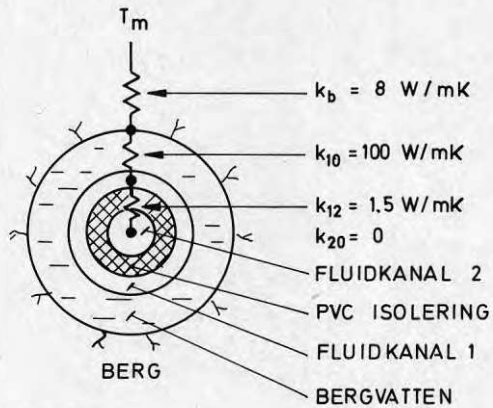 T_m
k_b = 8 W/mK
k_10 = 100 W/mK
k_12 = 1.5 W/mK
k_20 = 0
FLUIDKANAL 2
PVC ISOLERING
FLUIDKANAL 1
BERGVATTEN
BERG